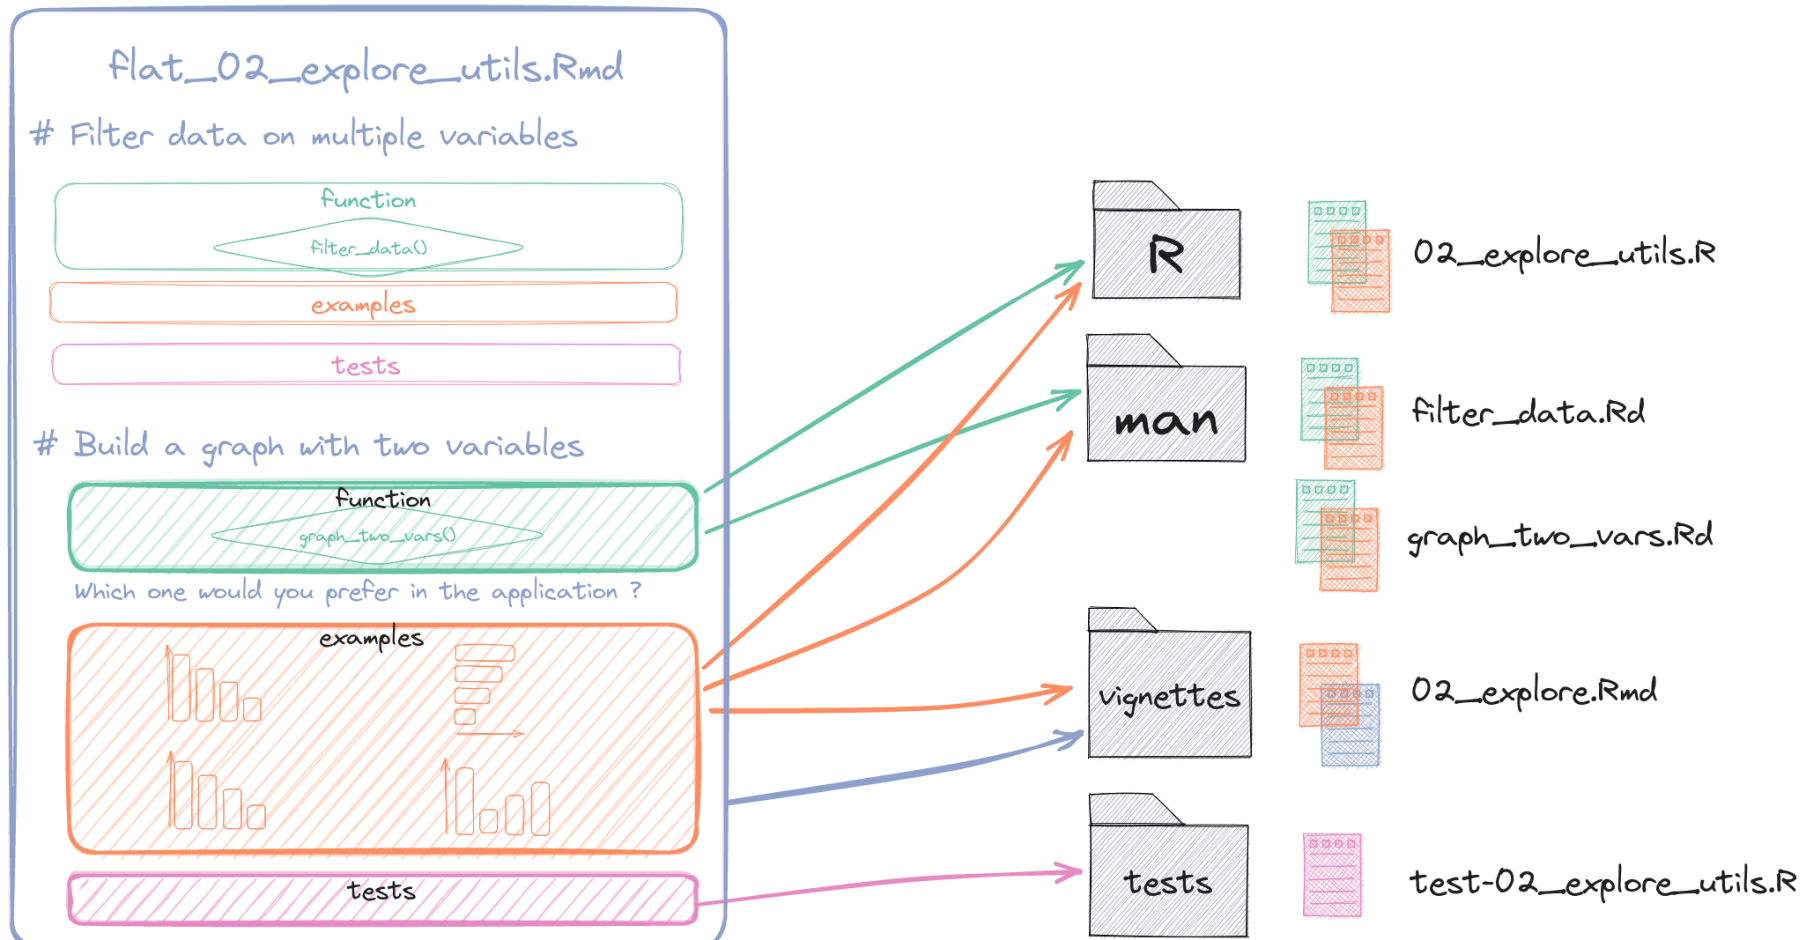 flat_02_explore_utils.Rmd
# Filter data on multiple variables
function
filter_data()
examples
tests
# Build a graph with two variables
function
graph_two_vars()
Which one would you prefer in the application ?
examples
tests
R
02_explore_utils.R
man
filter_data.Rd
graph_two_vars.Rd
vignettes
02_explore.Rmd
tests
test-02_explore_utils.R